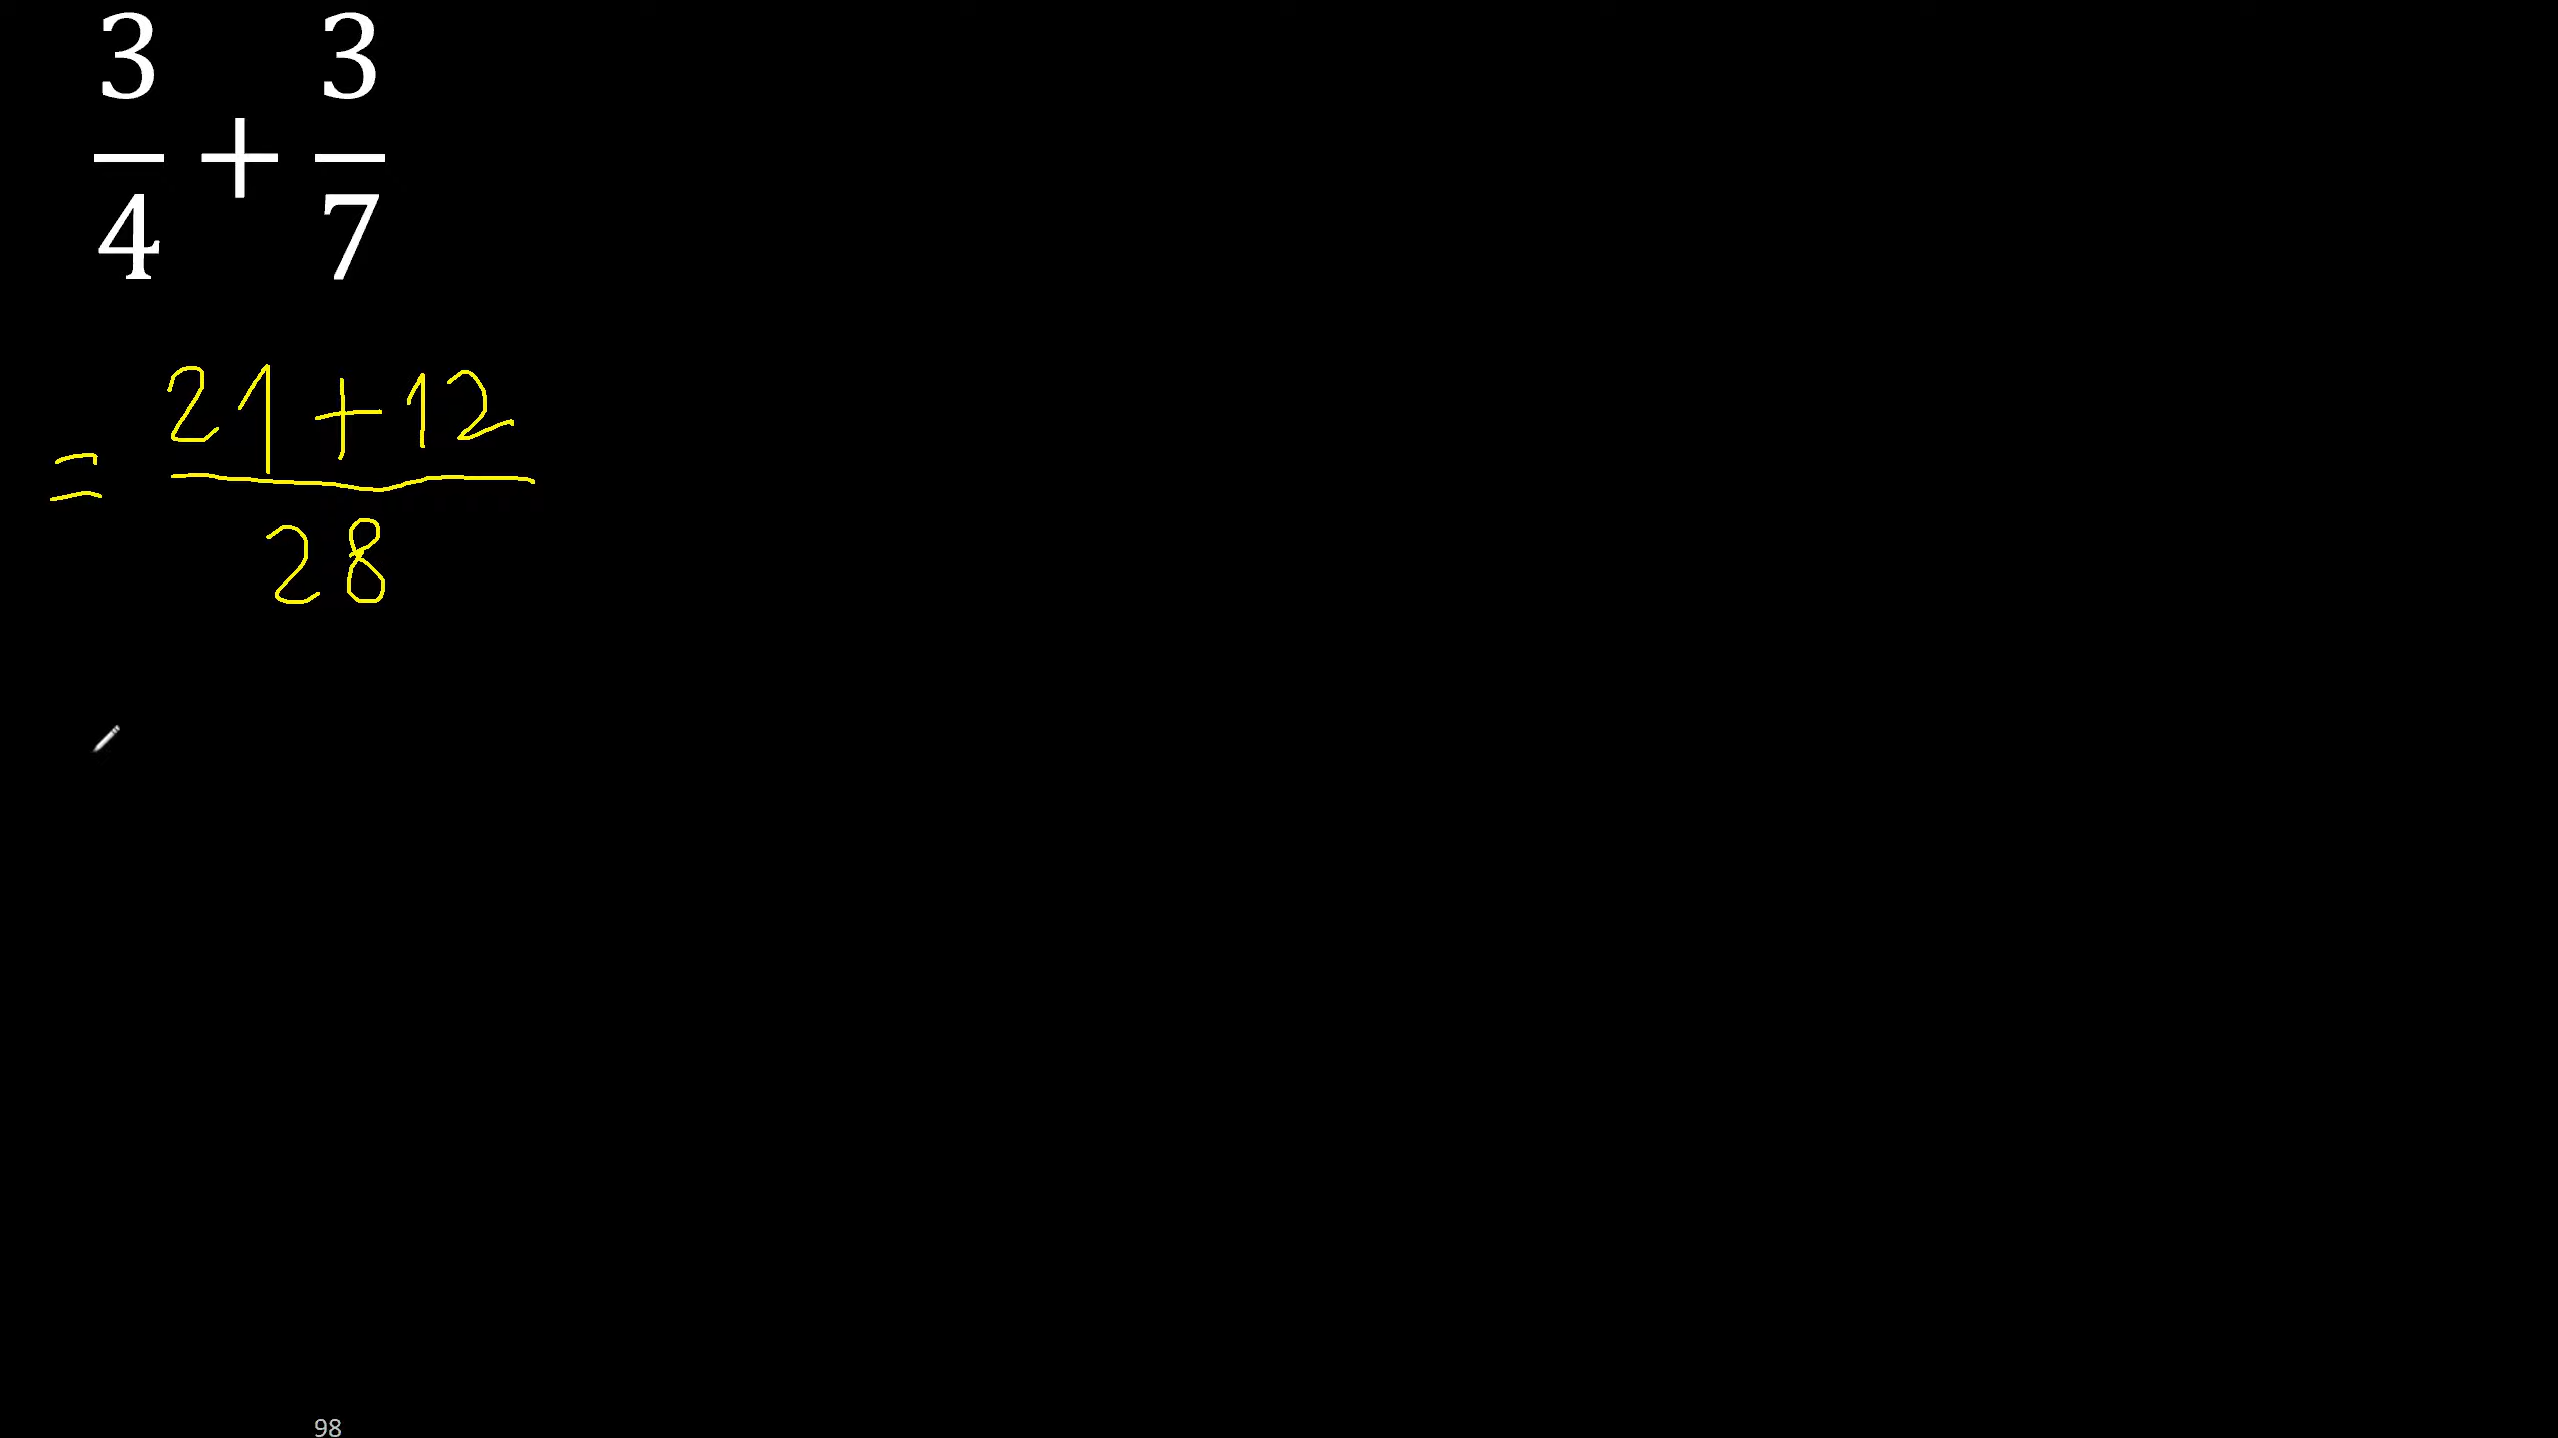 3/4 + 3/7
= 21+12/28
98